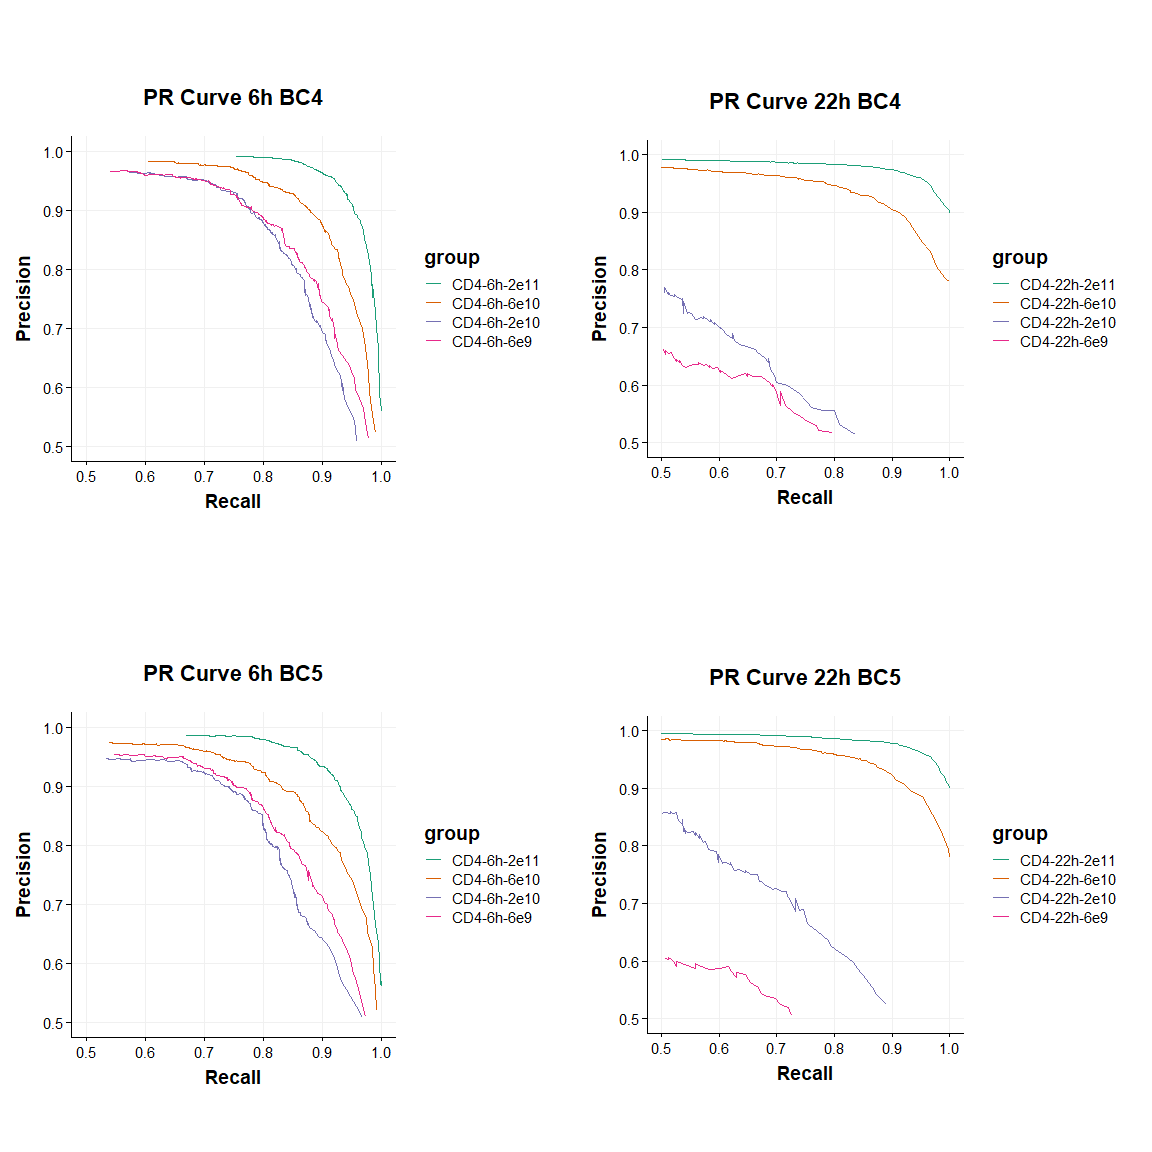 PR Curve 6h BC4
Precision
1.0
0.9
0.8
0.7
0.6
0.5
0.5 0.6 0.7 0.8 0.9 1.0
Recall
group
CD4-6h-2e11
CD4-6h-6e10
CD4-6h-2e10
CD4-6h-6e9
PR Curve 22h BC4
Precision
1.0
0.9
0.8
0.7
0.6
0.5
0.5 0.6 0.7 0.8 0.9 1.0
Recall
group
CD4-22h-2e11
CD4-22h-6e10
CD4-22h-2e10
CD4-22h-6e9
PR Curve 6h BC5
Precision
1.0
0.9
0.8
0.7
0.6
0.5
0.5 0.6 0.7 0.8 0.9 1.0
Recall
group
CD4-6h-2e11
CD4-6h-6e10
CD4-6h-2e10
CD4-6h-6e9
PR Curve 22h BC5
Precision
1.0
0.9
0.8
0.7
0.6
0.5
0.5 0.6 0.7 0.8 0.9 1.0
Recall
group
CD4-22h-2e11
CD4-22h-6e10
CD4-22h-2e10
CD4-22h-6e9